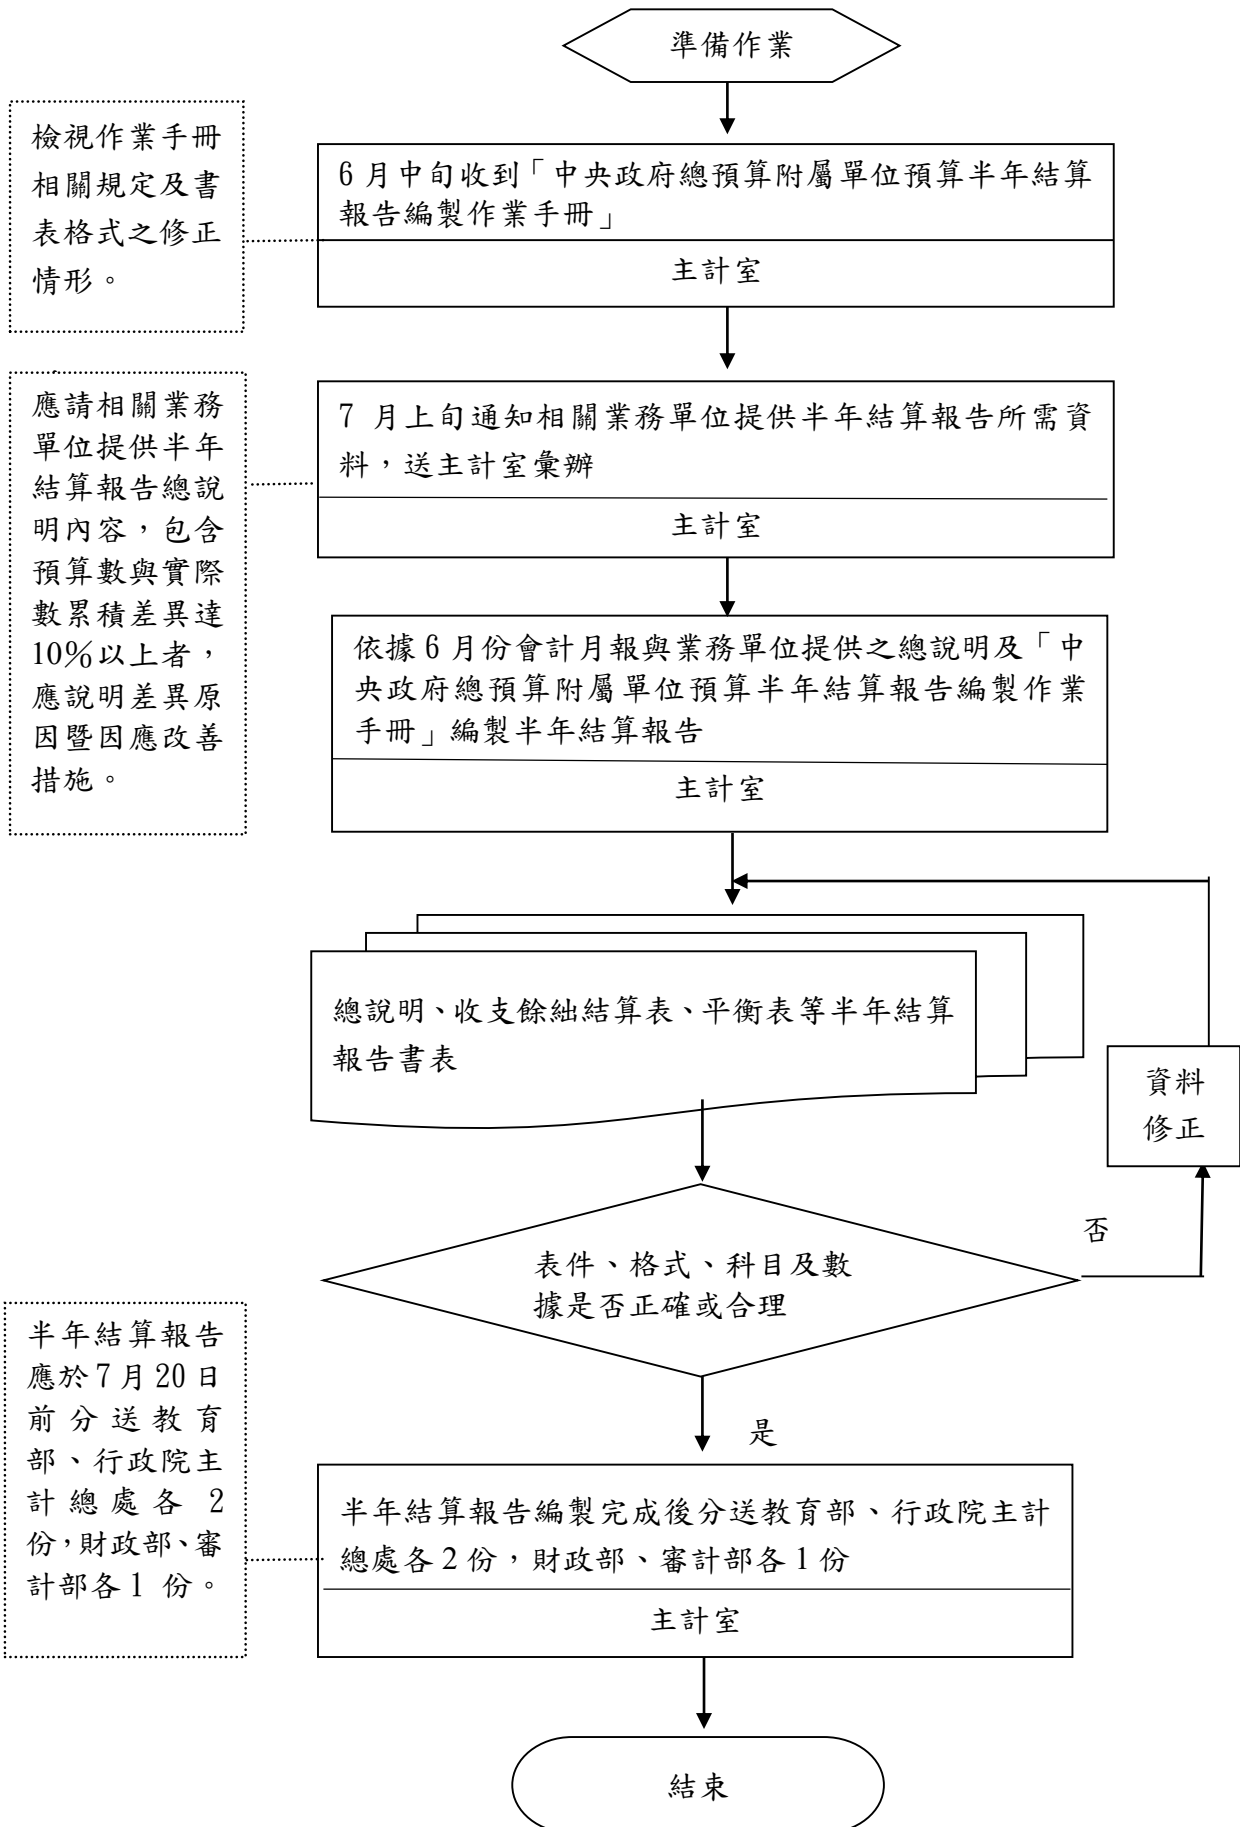 準備作業
檢視作業手冊
相關規定及書
表格式之修正
情形。
6月中旬收到「中央政府總預算附屬單位預算半年結算
報告編製作業手冊」
主計室
應請相關業務
單位提供半年
結算報告總說
明內容，包含
預算數與實際
數累積差異達
10%以上者，
應說明差異原
因暨因應改善
措施。
7 月上旬通知相關業務單位提供半年結算報告所需資
料，送主計室彙辦
主計室
依據6月份會計月報與業務單位提供之總說明及「中
央政府總預算附屬單位預算半年結算報告編製作業
手冊」編製半年結算報告
主計室
總說明、收支餘絀結算表、平衡表等半年結算
報告書表
資料
修正
表件、格式、科目及數
據是否正確或合理
否
是
半年結算報告
應於7月20日
前分送教育
部、行政院主
計總處各 2
份，財政部、審
計部各1 份。
半年結算報告編製完成後分送教育部、行政院主計
總處各2份，財政部、審計部各1份
主計室
結束